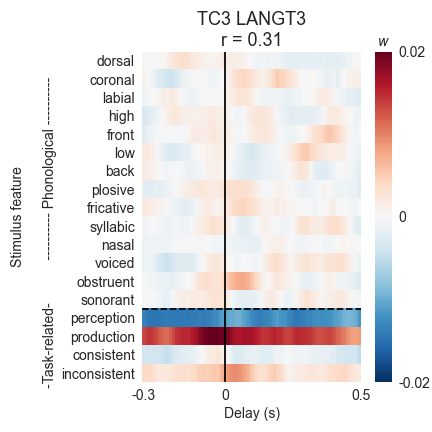 TC3 LANGT3
r = 0.31
w
Stimulus feature
---------- Phonological ----------
-Task-related-
dorsal
coronal
labial
high
front
low
back
plosive
fricative
syllabic
nasal
voiced
obstruent
sonorant
perception
production
consistent
inconsistent
0.02
0
-0.02
-0.3
0
0.5
Delay (s)